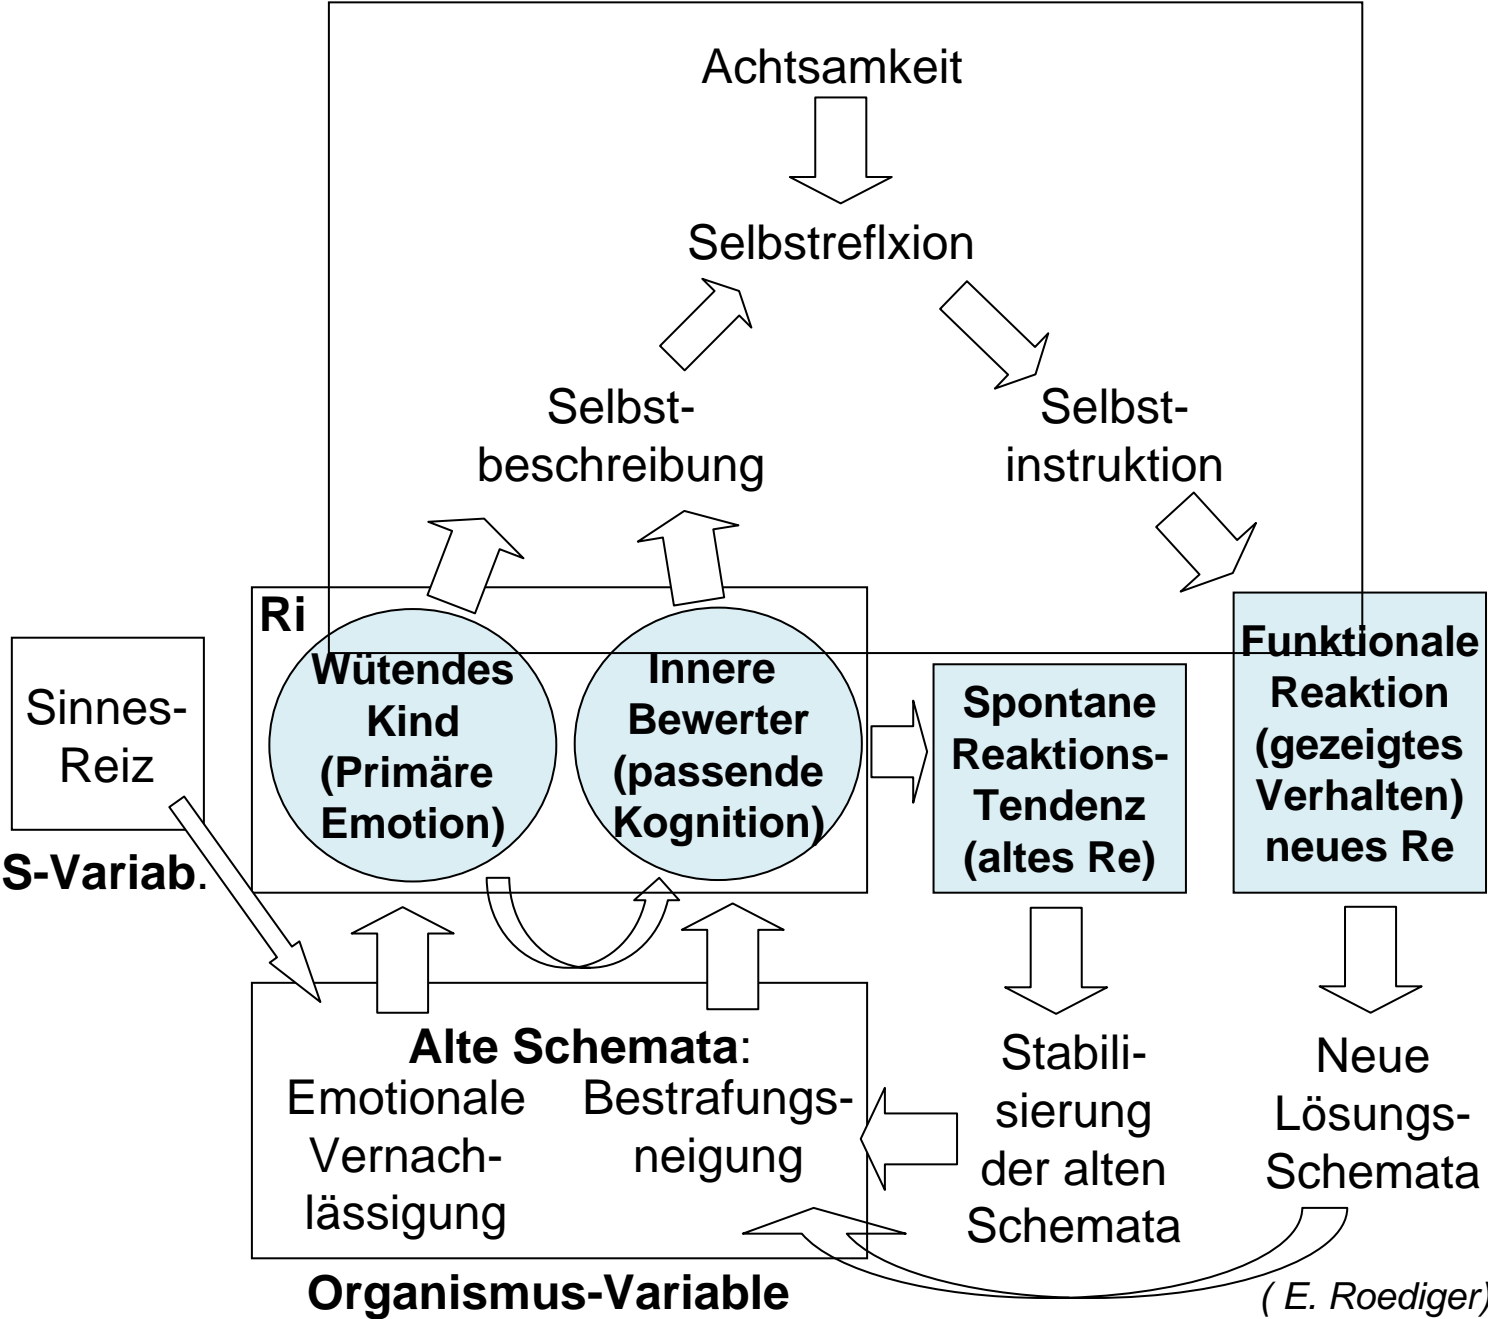 Achtsamkeit
Selbstreflxion
Selbst-
beschreibung
Selbst-
instruktion
Ri
Sinnes-
Reiz
S-Variab.
Wütendes
Kind
(Primäre
Emotion)
Innere
Bewerter
(passende
Kognition)
Spontane
Reaktions-
Tendenz
(altes Re)
Funktionale
Reaktion
(gezeigtes
Verhalten)
neues Re
Alte Schemata:
Emotionale
Vernach-
lässigung
Bestrafungs-
neigung
Organismus-Variable
Stabili-
sierung
der alten
Schemata
Neue
Lösungs-
Schemata
( E. Roediger)